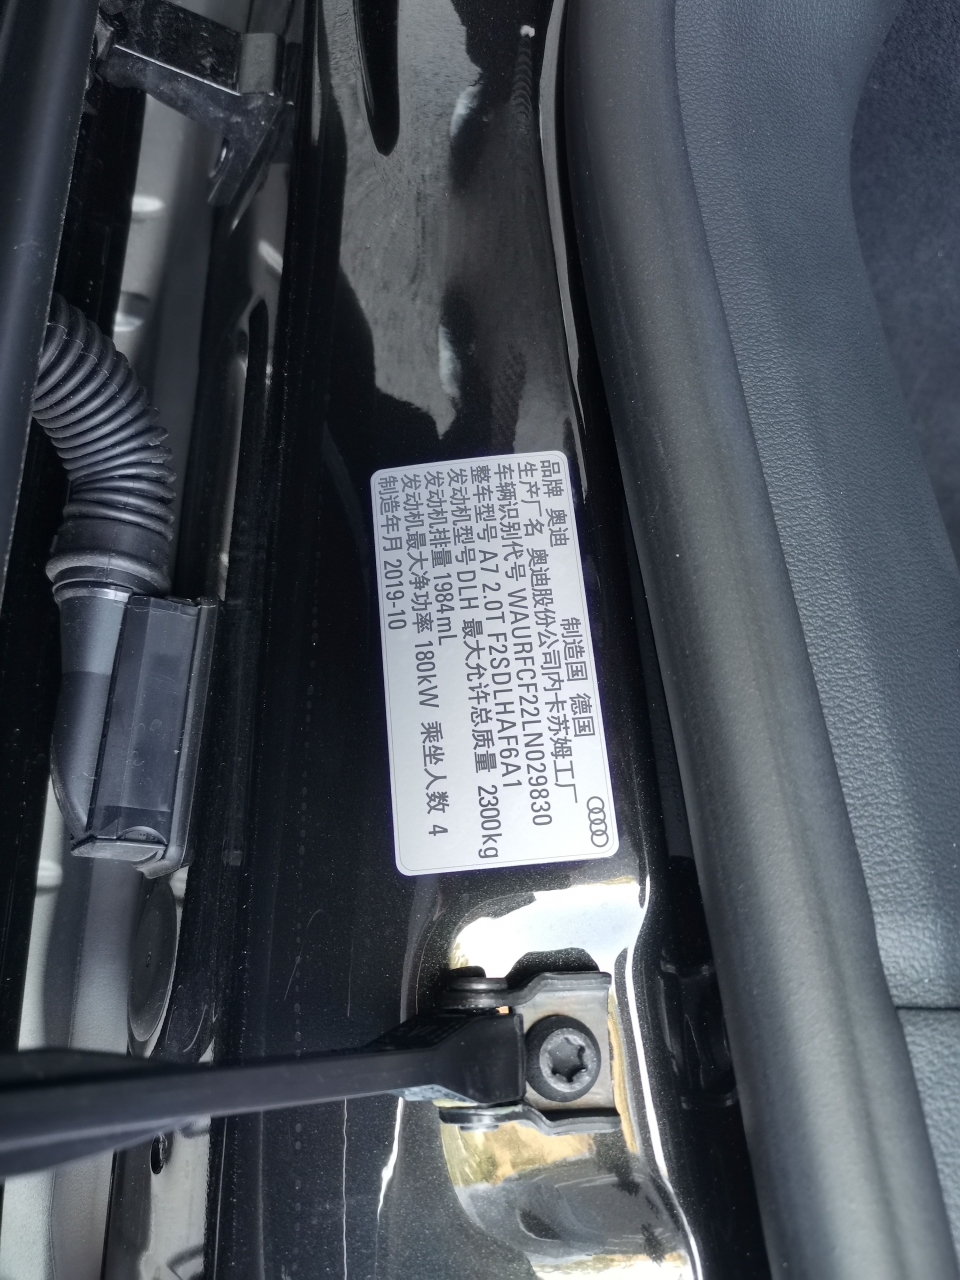 品牌 奥迪 制造国 德国
生产厂名 奥迪股份公司内卡苏姆工厂
车辆识别代号 WAURFCF22LN029830
整车型号 A7 2.0T F2SDLHAF6A1
发动机型号 DLH 最大允许总质量 2300kg
发动机排量 1984mL
发动机最大净功率 180kW 乘坐人数 4
制造年月 2019-10